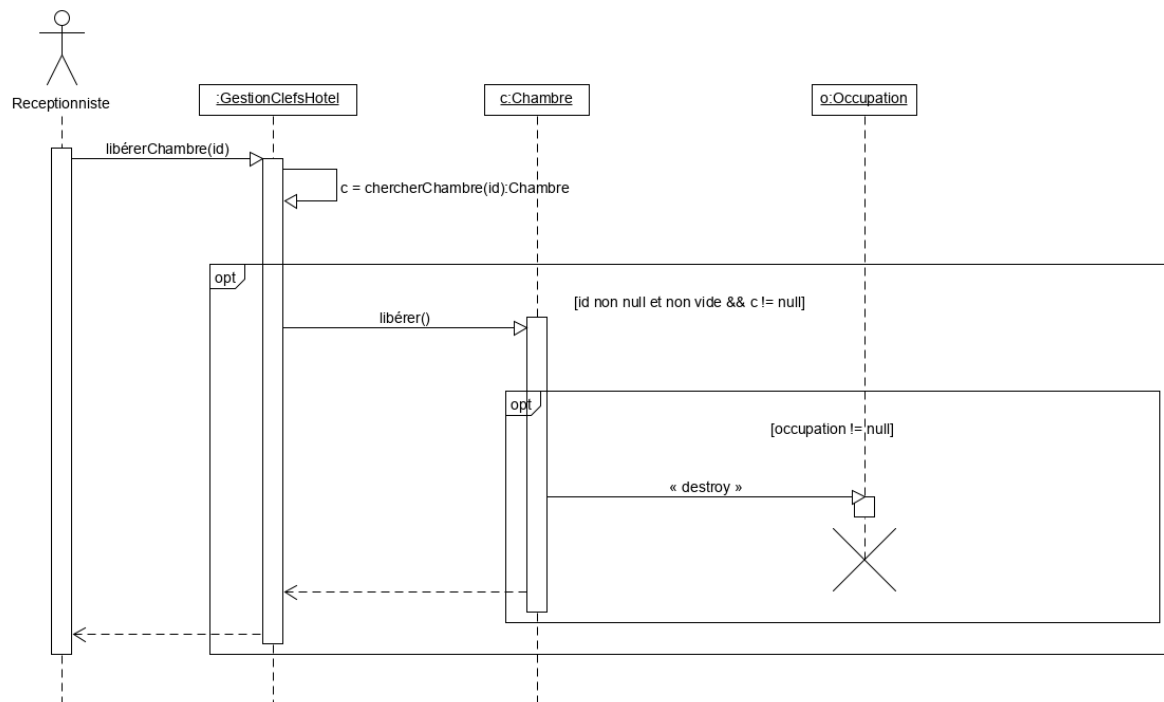 Receptionniste
:GestionClefsHotel
c:Chambre
o:Occupation
libérerChambre(id)
c = chercherChambre(id):Chambre
opt
[id non null et non vide && c != null]
libérer()
opt
[occupation != null]
« destroy »